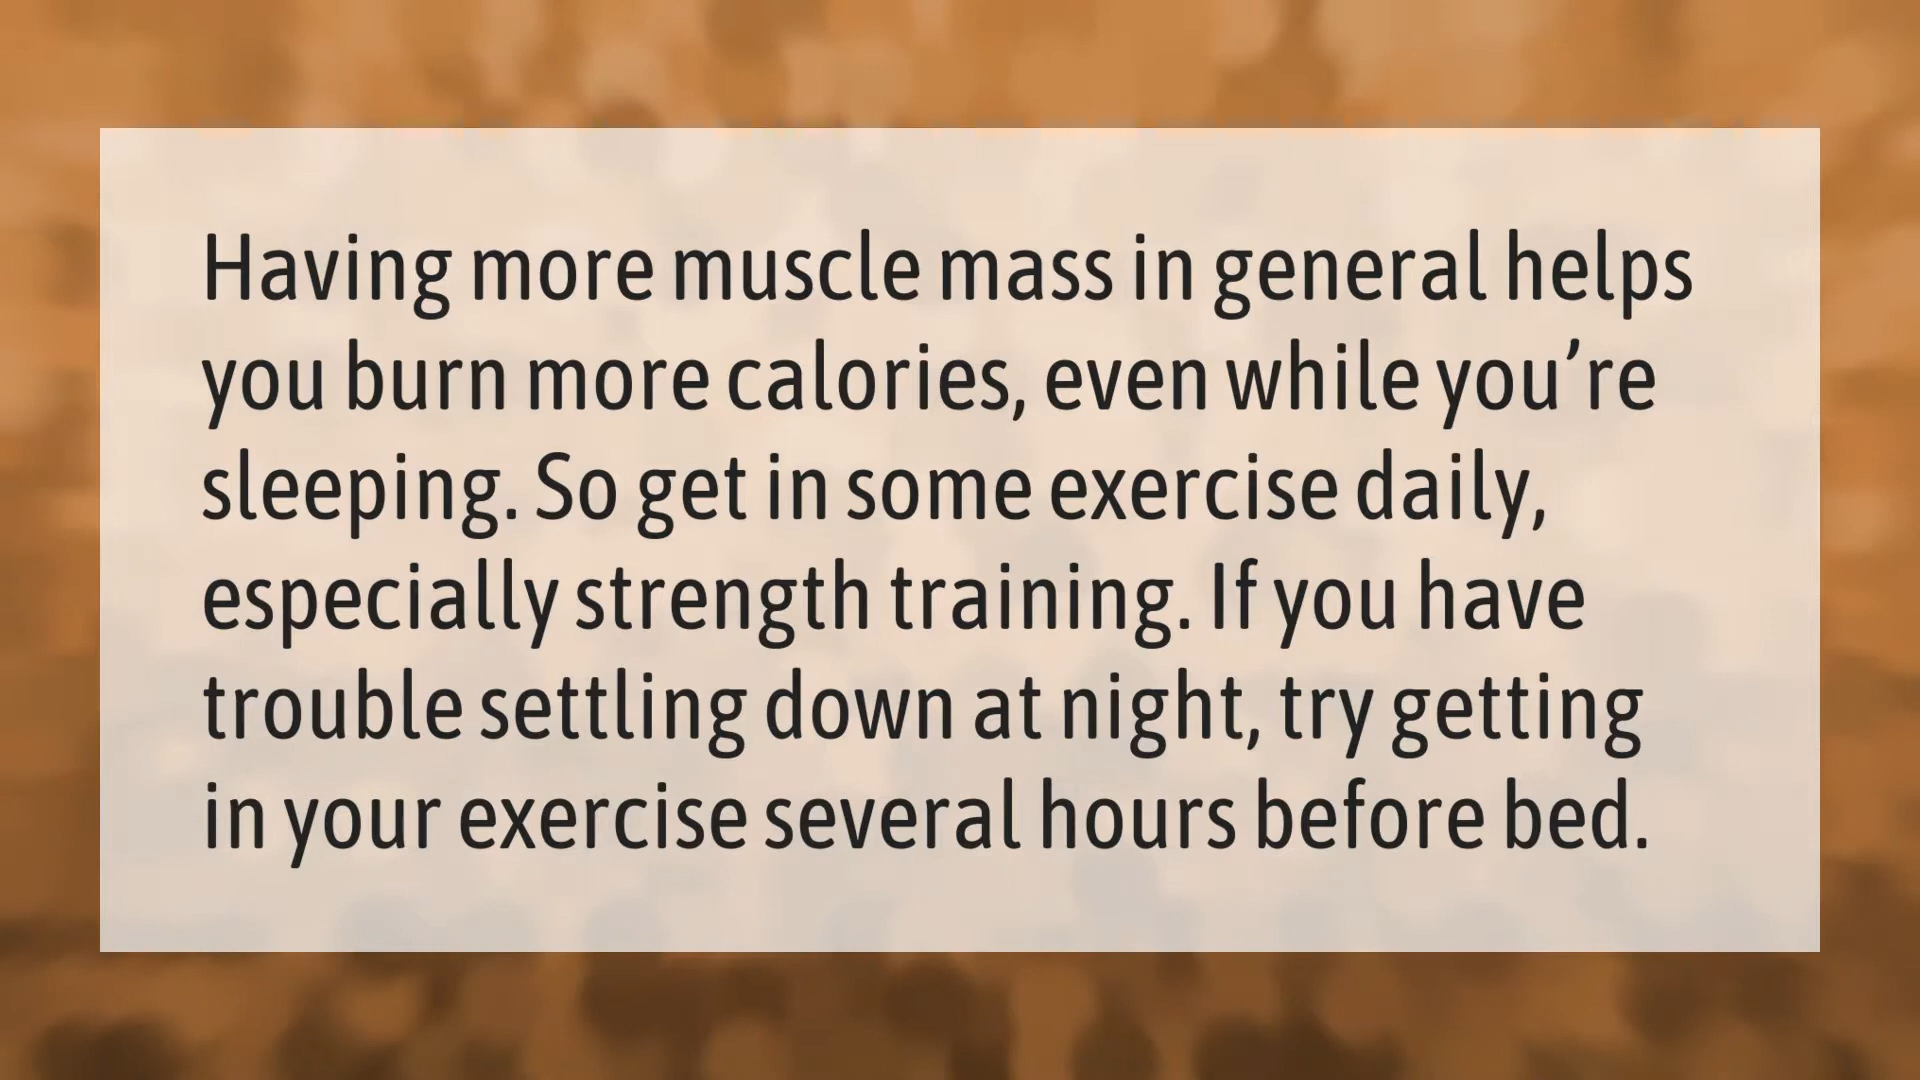 Having more muscle mass in general helps
you burn more calories, even while you’re
sleeping. So get in some exercise daily,
especially strength training. If you have
trouble settling down at night, try getting
in your exercise several hours before bed.